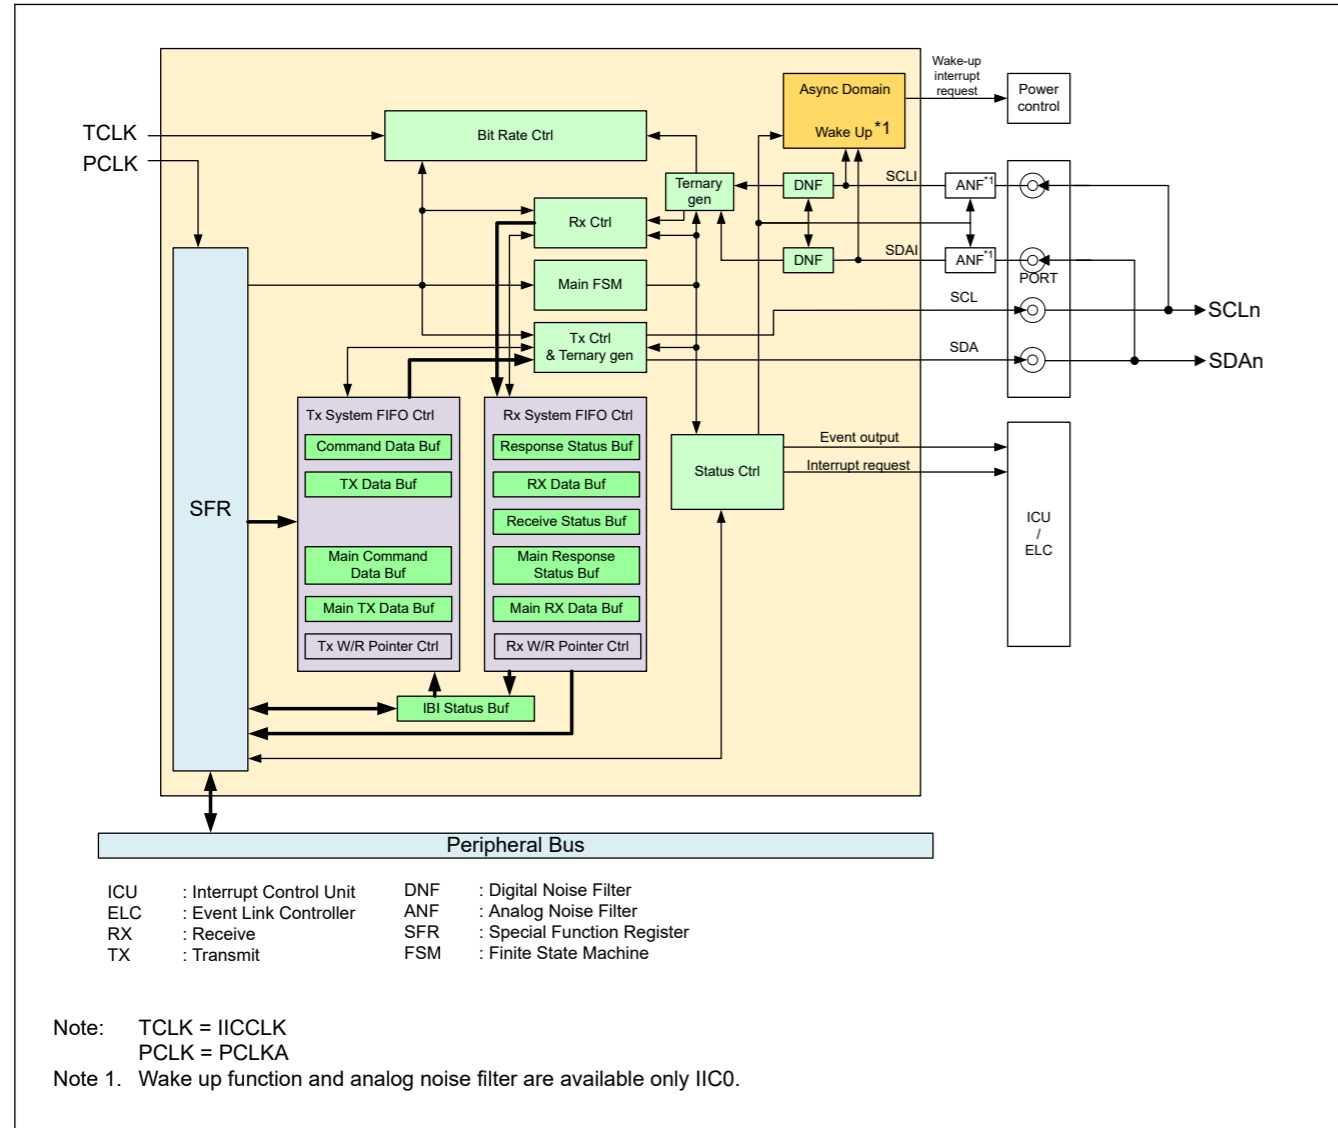 TCLK
PCLK
Bit Rate Ctrl
Async Domain
Wake Up*1
Wake-up
interrupt
request
Power
control
Ternary
gen
DNF
SCLI
ANF*1
Rx Ctrl
DNF
SDAI
ANF*1
PORT
Main FSM
SCL
SCLn
Tx Ctrl
& Ternary gen
SDA
SDAn
SFR
Tx System FIFO Ctrl
Command Data Buf
TX Data Buf
Main Command
Data Buf
Main TX Data Buf
Tx W/R Pointer Ctrl
Rx System FIFO Ctrl
Response Status Buf
RX Data Buf
Receive Status Buf
Main Response
Status Buf
Main RX Data Buf
Rx W/R Pointer Ctrl
IBI Status Buf
Status Ctrl
Event output
Interrupt request
ICU
/
ELC
Peripheral Bus
ICU : Interrupt Control Unit
ELC : Event Link Controller
RX : Receive
TX : Transmit
DNF : Digital Noise Filter
ANF : Analog Noise Filter
SFR : Special Function Register
FSM : Finite State Machine
Note: TCLK = IICCLK
PCLK = PCLKA
Note 1. Wake up function and analog noise filter are available only IIC0.